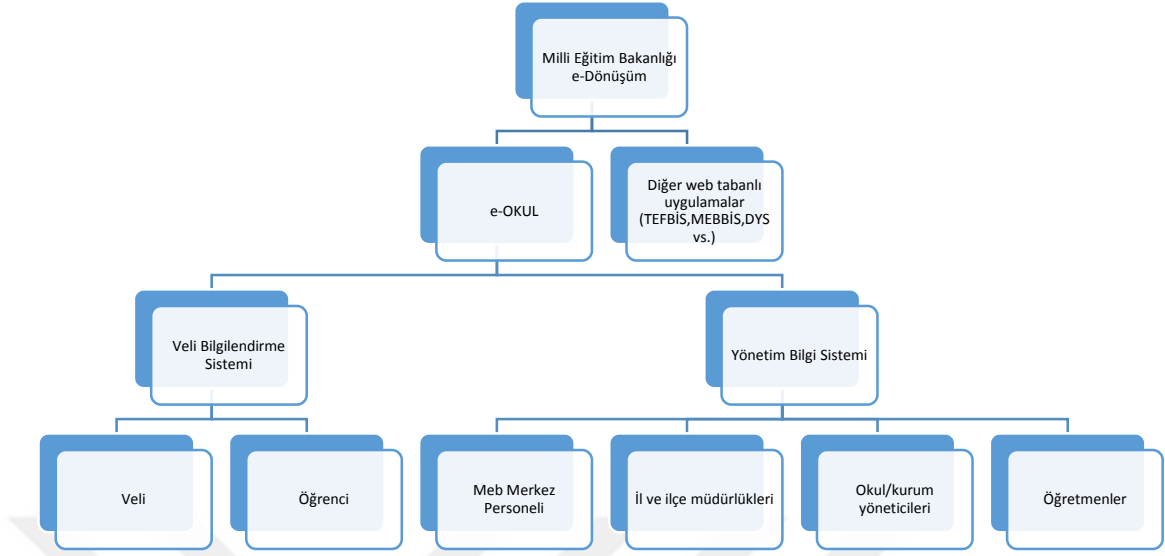 Milli Eğitim Bakanlığı
e-Dönüşüm
e-OKUL
Diğer web tabanlı
uygulamalar
(TEFBİS,MEBBİS,DYS
vs.)
Veli Bilgilendirme
Sistemi
Yönetim Bilgi Sistemi
Veli
Öğrenci
Meb Merkez
Personeli
İl ve ilçe müdürlükleri
Okul/kurum
yöneticileri
Öğretmenler